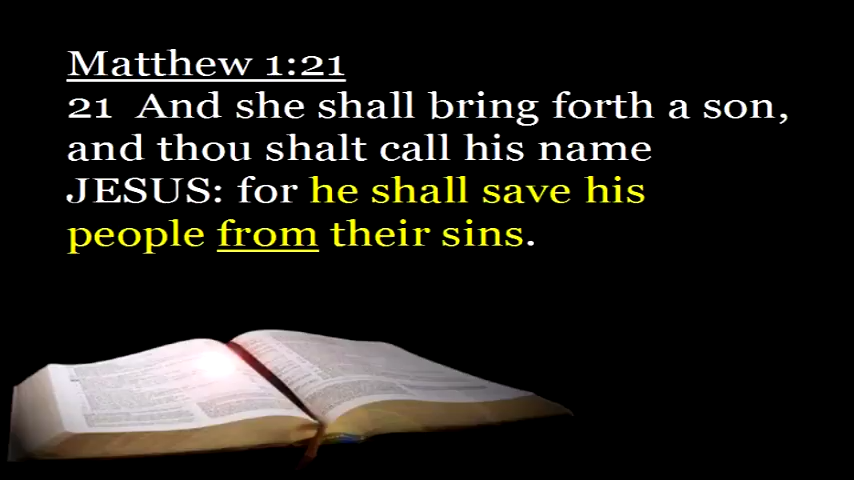 Matthew 1:21
21 And she shall bring forth a son,
and thou shalt call his name
JESUS: for he shall save his
people from their sins.